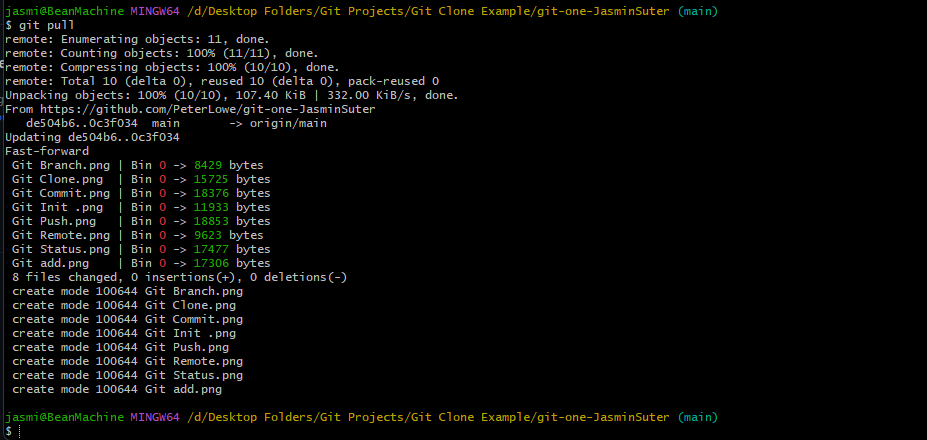 jasmi@BeanMachine MINGW64 /d/Desktop Folders/Git Projects/Git Clone Example/git-one-JasminSuter (main)
$ git pull
remote: Enumerating objects: 11, done.
remote: Counting objects: 100% (11/11), done.
remote: Compressing objects: 100% (10/10), done.
remote: Total 10 (delta 0), reused 10 (delta 0), pack-reused 0
Unpacking objects: 100% (10/10), 107.40 KiB | 332.00 KiB/s, done.
From https://github.com/PeterLowe/git-one-JasminSuter
   de504b6..0c3f034  main       -> origin/main
Updating de504b6..0c3f034
Fast-forward
 Git Branch.png | Bin 0 -> 8429 bytes
 Git Clone.png  | Bin 0 -> 15725 bytes
 Git Commit.png | Bin 0 -> 18376 bytes
 Git Init .png  | Bin 0 -> 11933 bytes
 Git Push.png   | Bin 0 -> 18853 bytes
 Git Remote.png | Bin 0 -> 9623 bytes
 Git Status.png | Bin 0 -> 17477 bytes
 Git add.png    | Bin 0 -> 17306 bytes
 8 files changed, 0 insertions(+), 0 deletions(-)
 create mode 100644 Git Branch.png
 create mode 100644 Git Clone.png
 create mode 100644 Git Commit.png
 create mode 100644 Git Init .png
 create mode 100644 Git Push.png
 create mode 100644 Git Remote.png
 create mode 100644 Git Status.png
 create mode 100644 Git add.png

jasmi@BeanMachine MINGW64 /d/Desktop Folders/Git Projects/Git Clone Example/git-one-JasminSuter (main)
$